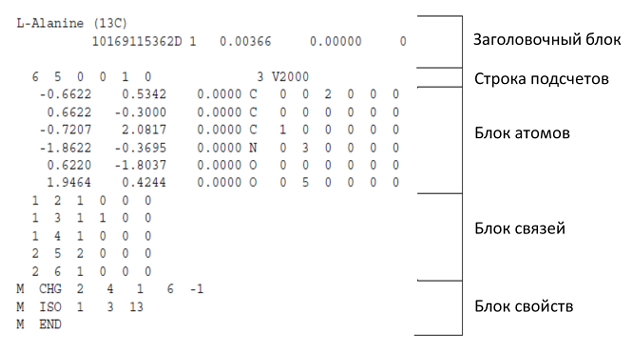 L-Alanine (13C)
10169115362D 1 0.00366 0.00000 0
Заголовочный блок
6 5 0 0 1 0 3 V2000
Строка подсчетов
-0.6622 0.5342 0.0000 C 0 0 2 0 0 0
0.6622 -0.3000 0.0000 C 0 0 0 0 0 0
-0.7207 2.0817 0.0000 C 1 0 0 0 0 0
Блок атомов
-1.8622 -0.3695 0.0000 N 0 3 0 0 0 0
0.6220 -1.8037 0.0000 O 0 0 0 0 0 0
1.9464 0.4244 0.0000 O 0 5 0 0 0 0
1 2 1 0 0 0
1 3 1 1 0 0
Блок связей
1 4 1 0 0 0
2 5 2 0 0 0
2 6 1 0 0 0
M CHG 2 4 1 6 -1
M ISO 1 3 13
Блок свойств
M END